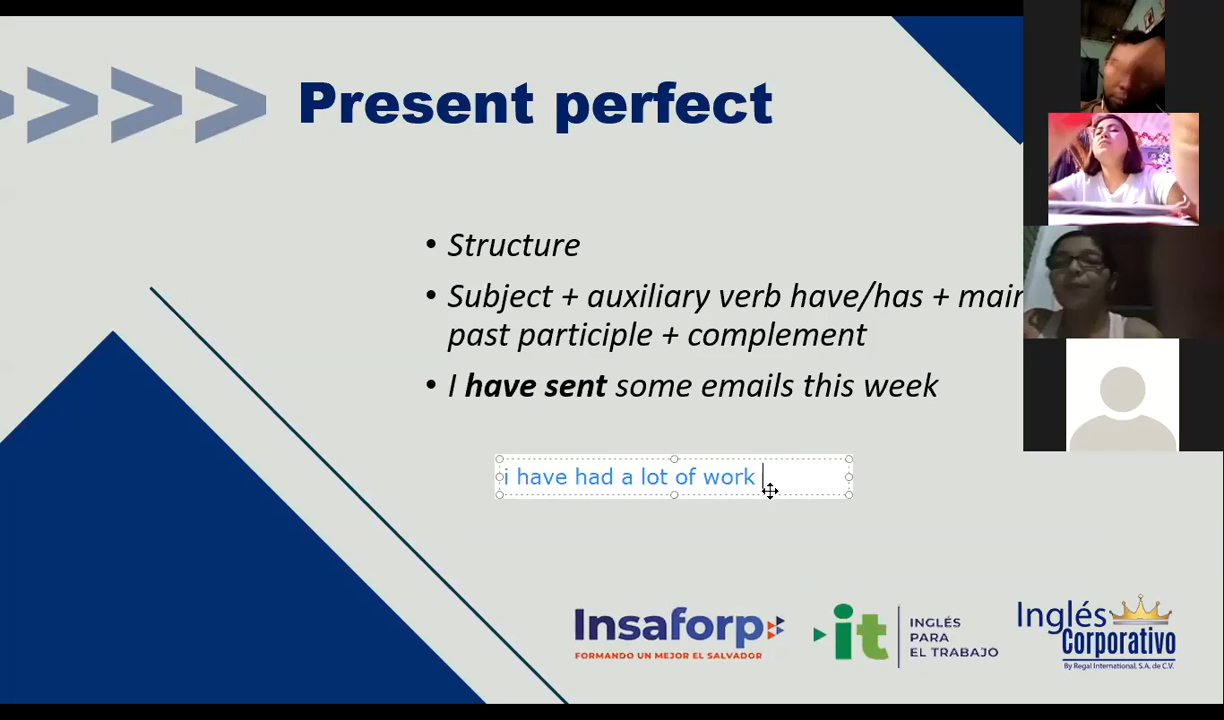 Present perfect
• Structure
• Subject + auxiliary verb have/has + main
past participle + complement
• I have sent some emails this week
i have had a lot of work
Insaforp
FORMANDO UN MEJOR EL SALVADOR
it
INGLÉS
PARA
EL TRABAJO
Inglés
Corporativo
By Regal International, S.A. de C.V.